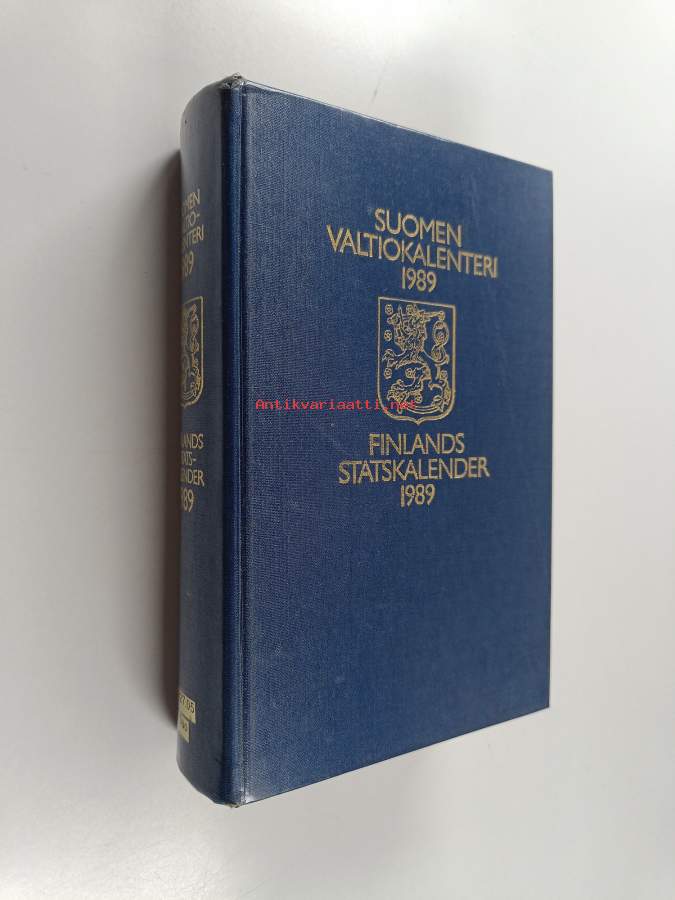 SUOMEN
VALTIOKALENTERI
1989
FINLANDS
STATSKALENDER
1989
Antikvariaatti.net